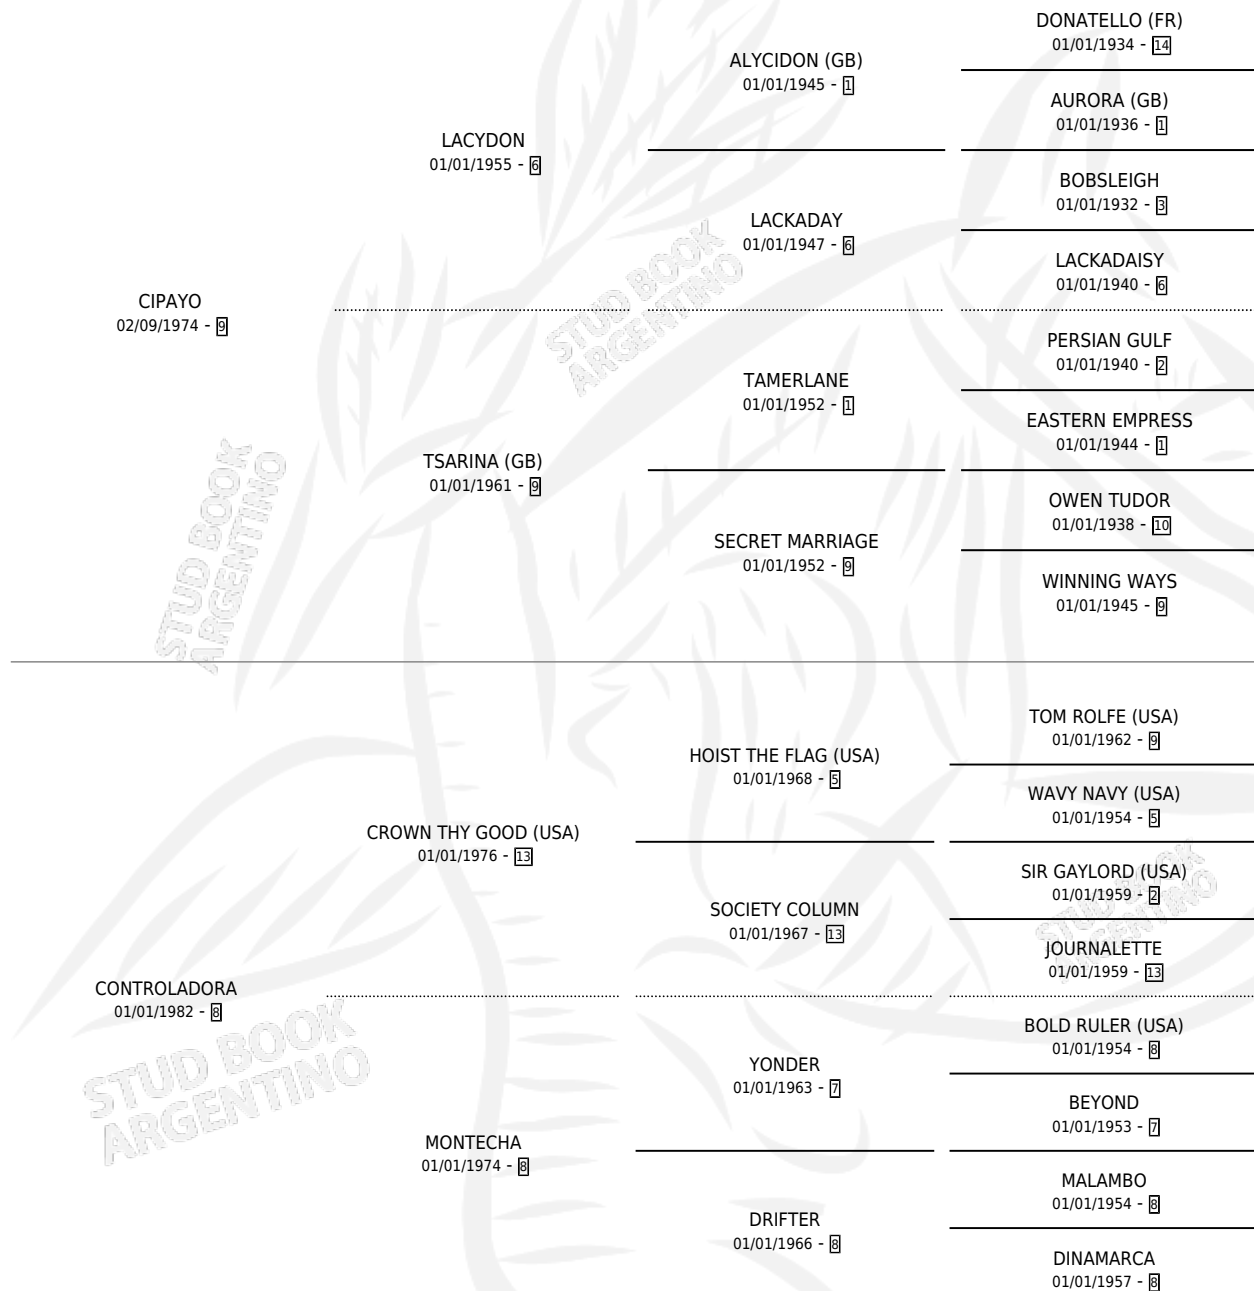 DONATELLO (FR)
01/01/1934 - 14
ALYCIDON (GB)
01/01/1945 - 1
AURORA (GB)
01/01/1936 - 1
LACYDON
01/01/1955 - 6
BOBSLEIGH
01/01/1932 - 3
LACKADAY
01/01/1947 - 6
LACKADAISY
01/01/1940 - 6
CIPAYO
02/09/1974 - 9
PERSIAN GULF
01/01/1940 - 2
TAMERLANE
01/01/1952 - 1
EASTERN EMPRESS
01/01/1944 - 1
TSARINA (GB)
01/01/1961 - 9
OWEN TUDOR
01/01/1938 - 10
SECRET MARRIAGE
01/01/1952 - 9
WINNING WAYS
01/01/1945 - 9
TOM ROLFE (USA)
01/01/1962 - 9
HOIST THE FLAG (USA)
01/01/1968 - 5
WAVY NAVY (USA)
01/01/1954 - 5
CROWN THY GOOD (USA)
01/01/1976 - 13
SIR GAYLORD (USA)
01/01/1959 - 2
SOCIETY COLUMN
01/01/1967 - 13
JOURNALETTE
01/01/1959 - 13
CONTROLADORA
01/01/1982 - 8
BOLD RULER (USA)
01/01/1954 - 8
YONDER
01/01/1963 - 7
BEYOND
01/01/1953 - 7
MONTECHA
01/01/1974 - 8
MALAMBO
01/01/1954 - 8
DRIFTER
01/01/1966 - 8
DINAMARCA
01/01/1957 - 8
STUD BOOK
ARGENTINO
STUD BOOK
ARGENTINO
STUD BOOK
ARGENTINO
STUD BOOK
ARGENTINO